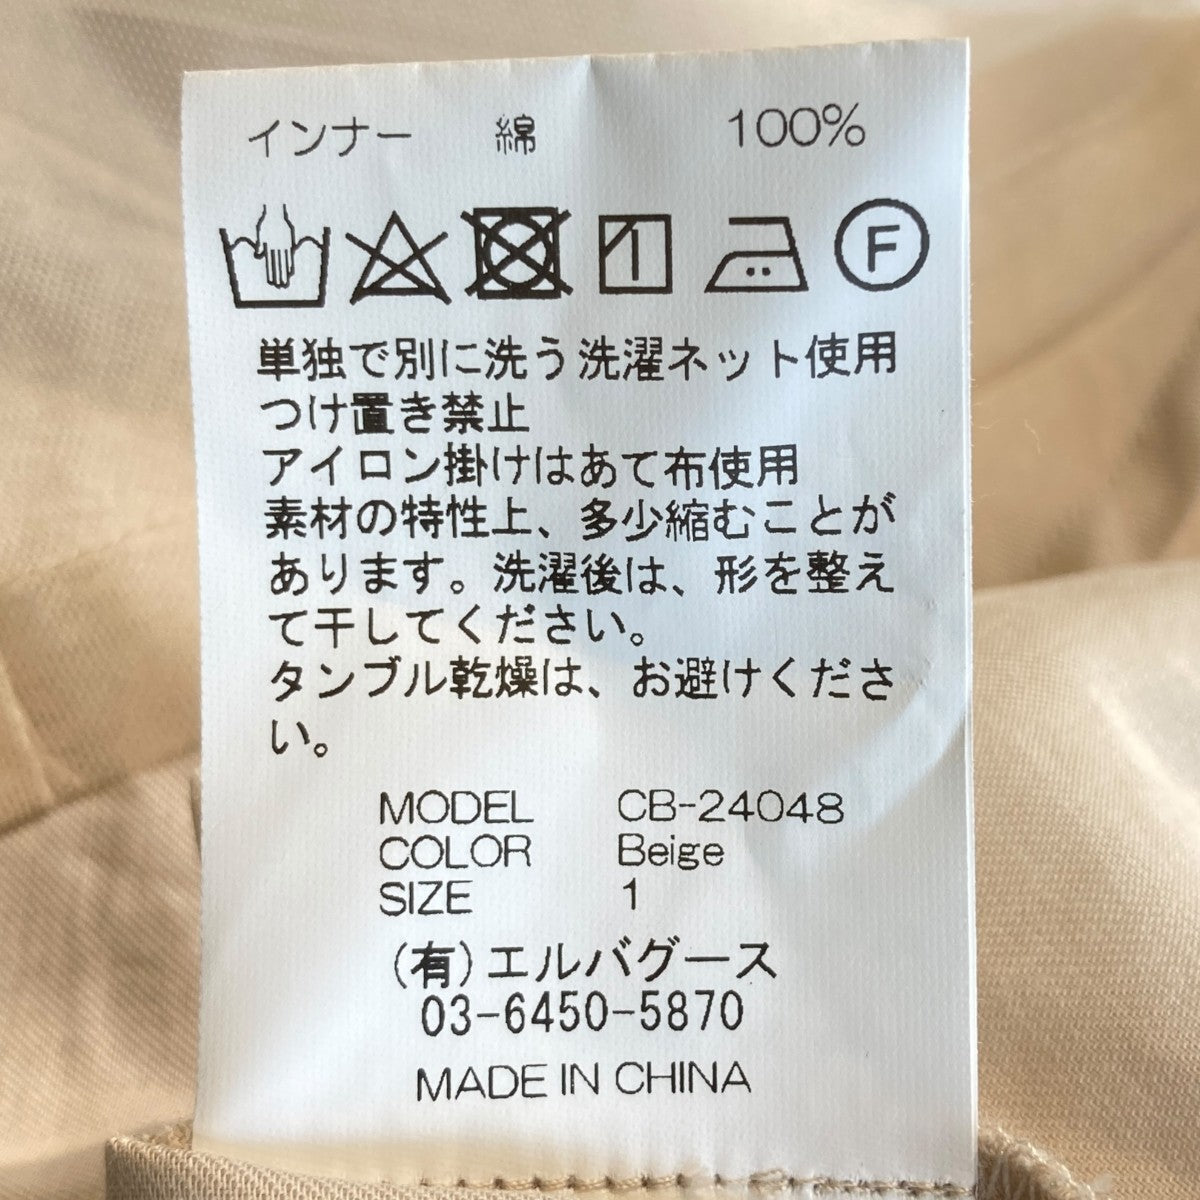 インナー 綿 100%
F
単独で別に洗う 洗濯ネット使用
つけ置き禁止
アイロン掛けはあて布使用
素材の特性上、多少縮むことが
あります。洗濯後は、形を整え
て干してください。
タンブル乾燥は、お避けくださ
い。
MODEL CB-24048
COLOR Beige
SIZE 1
(有)エルバグース
03-6450-5870
MADE IN CHINA